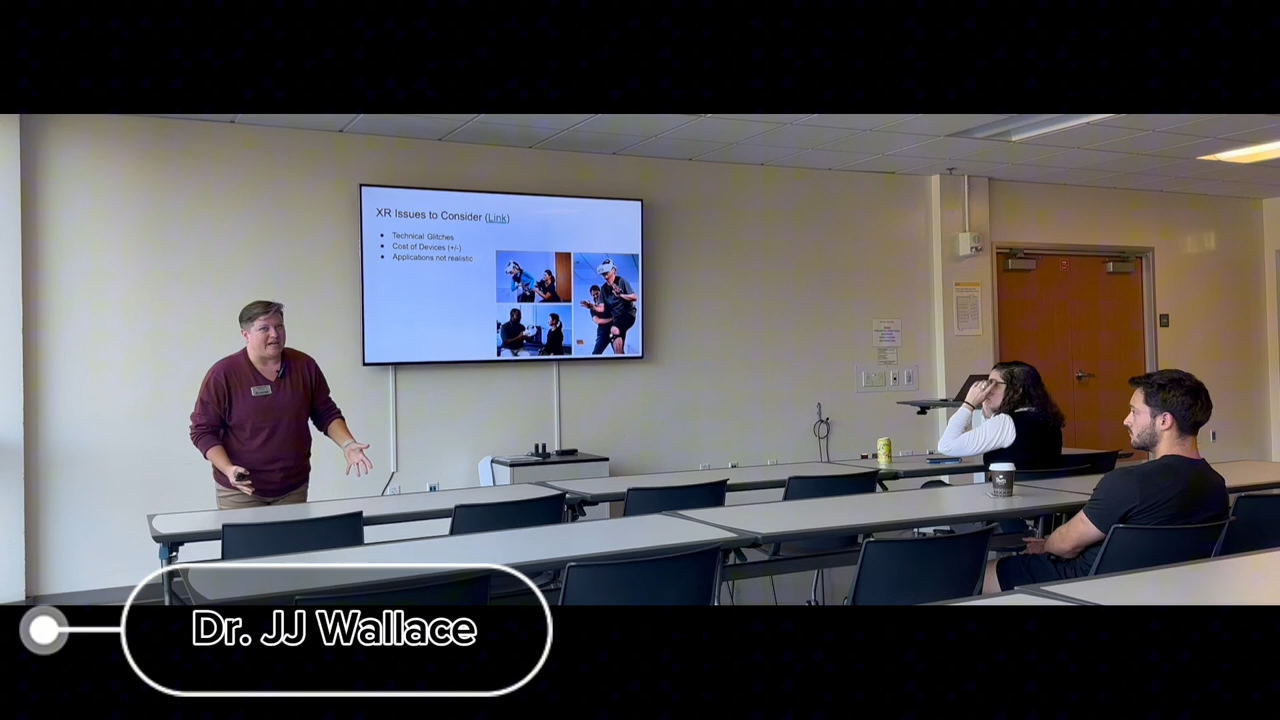 XR Issues to Consider (Link)
Technical Glitches
Cost of Devices (+/-)
Applications not realistic
Dr. JJ Wallace